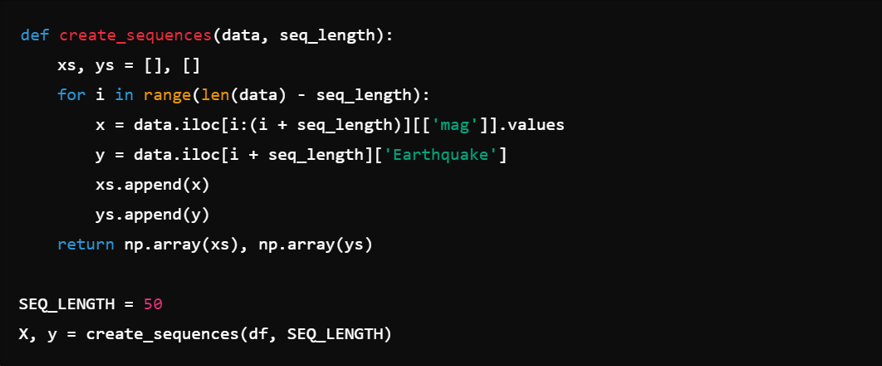 def create_sequences(data, seq_length):
    xs, ys = [], []
    for i in range(len(data) - seq_length):
        x = data.iloc[i:(i + seq_length)][['mag']].values
        y = data.iloc[i + seq_length]['Earthquake']
        xs.append(x)
        ys.append(y)
    return np.array(xs), np.array(ys)

SEQ_LENGTH = 50
X, y = create_sequences(df, SEQ_LENGTH)